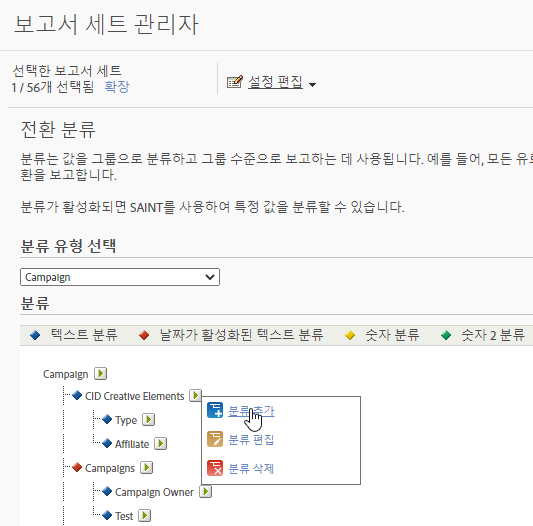 보고서 세트 관리자
선택한 보고서 세트
1 / 56개 선택됨 확장
설정 편집
전환 분류
분류는 값을 그룹으로 분류하고 그룹 수준으로 보고하는 데 사용됩니다. 예를 들어, 모든 유료
환을 보고합니다.
분류가 활성화되면 SAINT를 사용하여 특정 값을 분류할 수 있습니다.
분류 유형 선택
Campaign
분류
텍스트 분류 날짜가 활성화된 텍스트 분류 숫자 분류 숫자 2 분류
Campaign
CID Creative Elements
분류 추가
Type
분류 편집
Affiliate
Campaigns
분류 삭제
Campaign Owner
Test